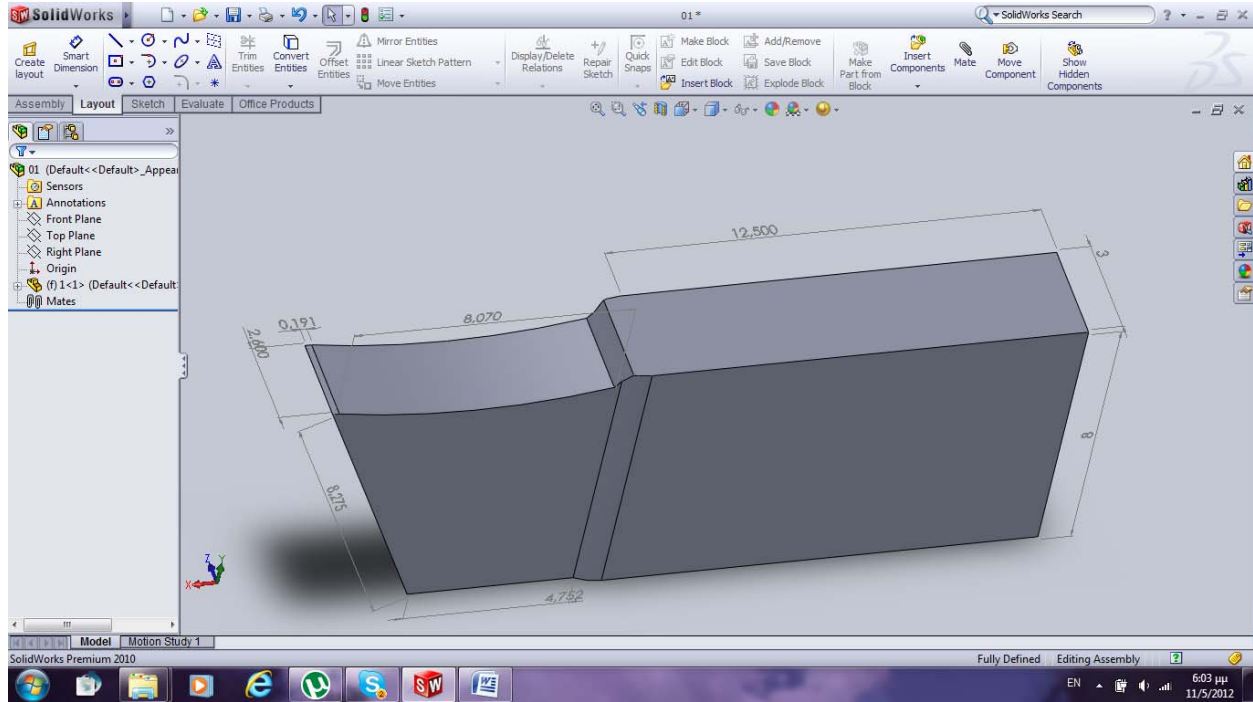 SolidWorks
01 *
SolidWorks Search
Create layout
Smart Dimension
Trim Entities
Convert Entities
Offset Entities
Mirror Entities
Linear Sketch Pattern
Move Entities
Display/Delete Relations
Repair Sketch
Quick Snaps
Make Block
Edit Block
Insert Block
Add/Remove
Save Block
Explode Block
Make Part from Block
Insert Components
Mate
Move Component
Show Hidden Components
Assembly Layout Sketch Evaluate Office Products
01 (Default<<Default>_Appear
Sensors
Annotations
Front Plane
Top Plane
Right Plane
Origin
(f) 1<1> (Default<<Default
Mates
12,500
3
8,070
0,191
2,600
8
8,275
4,752
Z
Y
X
Model Motion Study 1
SolidWorks Premium 2010
Fully Defined Editing Assembly
EN
6:03 μμ
11/5/2012